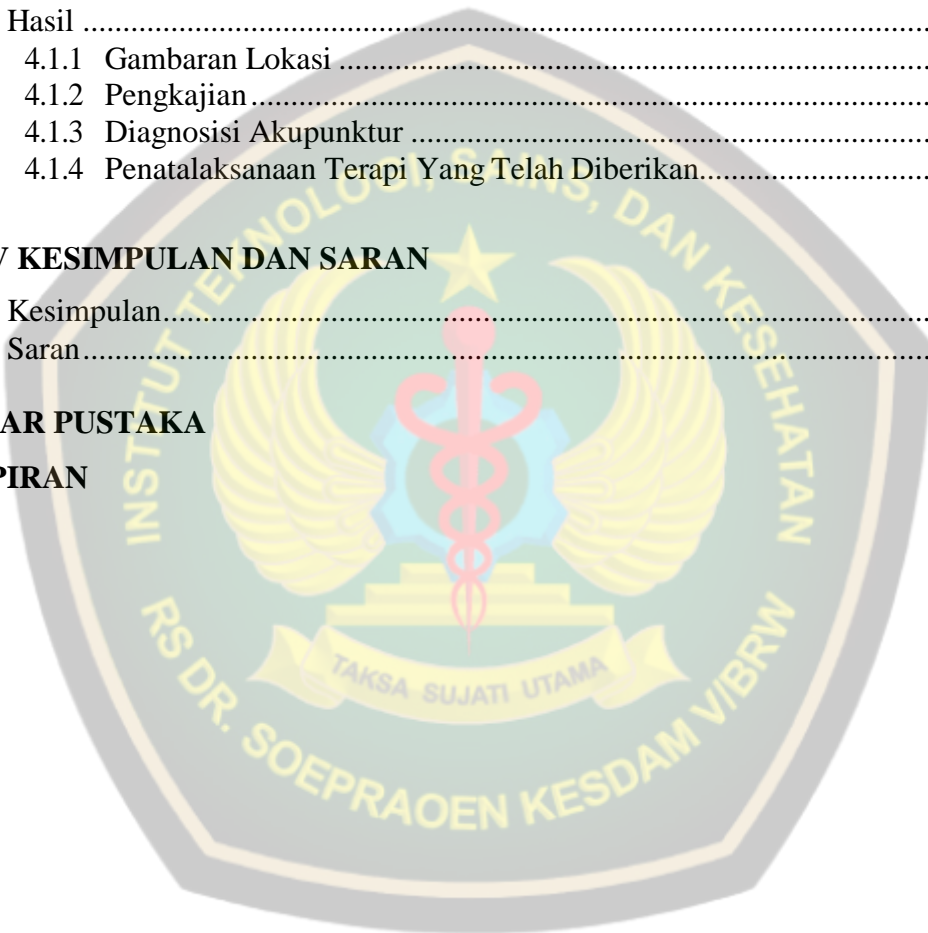 Hasil ....................................................................................................
4.1.1 Gambaran Lokasi ......................................................................
4.1.2 Pengkajian ................................................................................
4.1.3 Diagnosisi Akupunktur ..............................................................
4.1.4 Penatalaksanaan Terapi Yang Telah Diberikan...........................
V KESIMPULAN DAN SARAN
Kesimpulan..........................................................................................
Saran....................................................................................................
AR PUSTAKA
PIRAN
INSTITUT TEKNOLOGI, SAINS, DAN KESEHATAN
TAKSA SUJATI UTAMA
RS DR. SOEPRAOEN KESDAM V/BRW